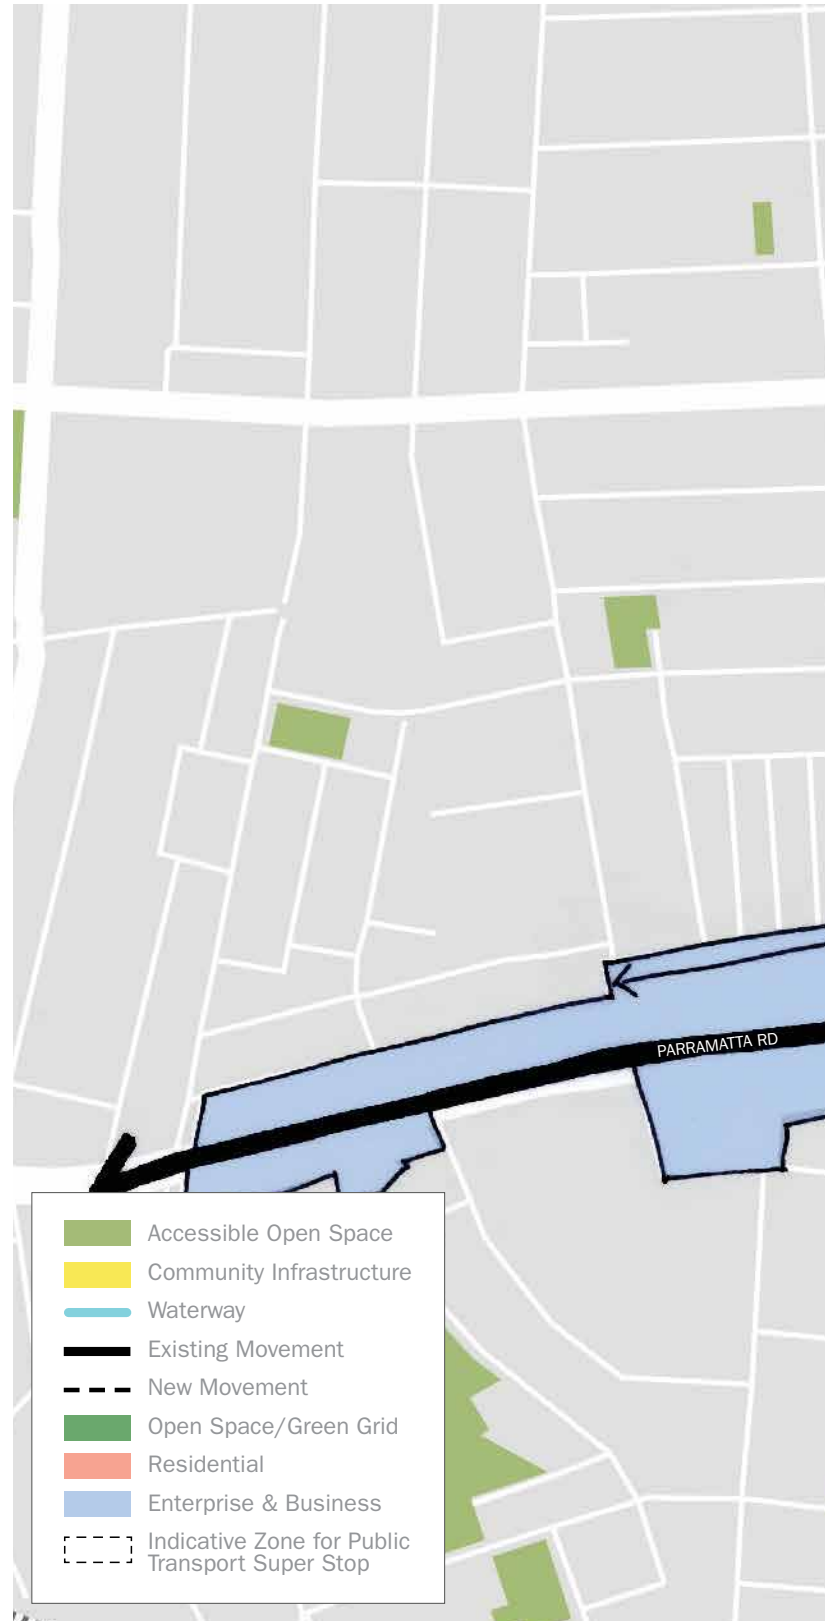 PARRAMATTA RD
Accessible Open Space
Community Infrastructure
Waterway
Existing Movement
New Movement
Open Space/Green Grid
Residential
Enterprise & Business
Indicative Zone for Public
Transport Super Stop